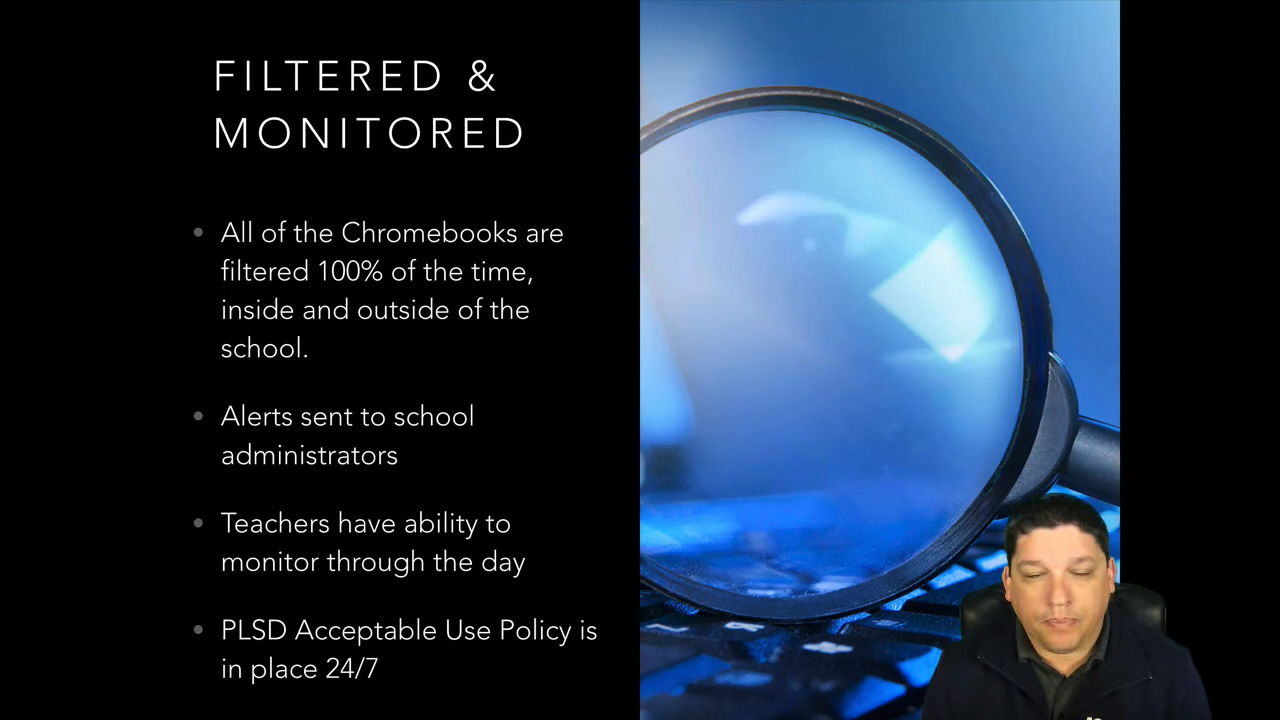 FILTERED &
MONITORED
• All of the Chromebooks are
filtered 100% of the time,
inside and outside of the
school.
• Alerts sent to school
administrators
• Teachers have ability to
monitor through the day
• PLSD Acceptable Use Policy is
in place 24/7